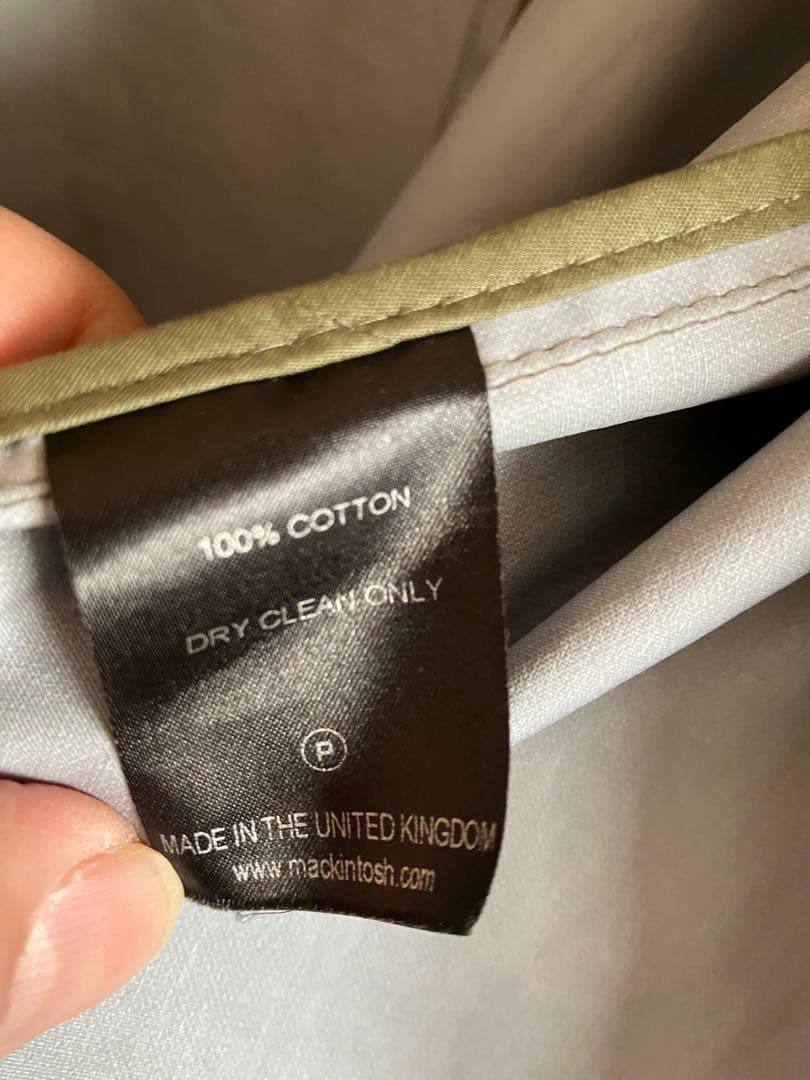 100% COTTON
DRY CLEAN ONLY
P
MADE IN THE UNITED KINGDOM
www.mackintosh.com